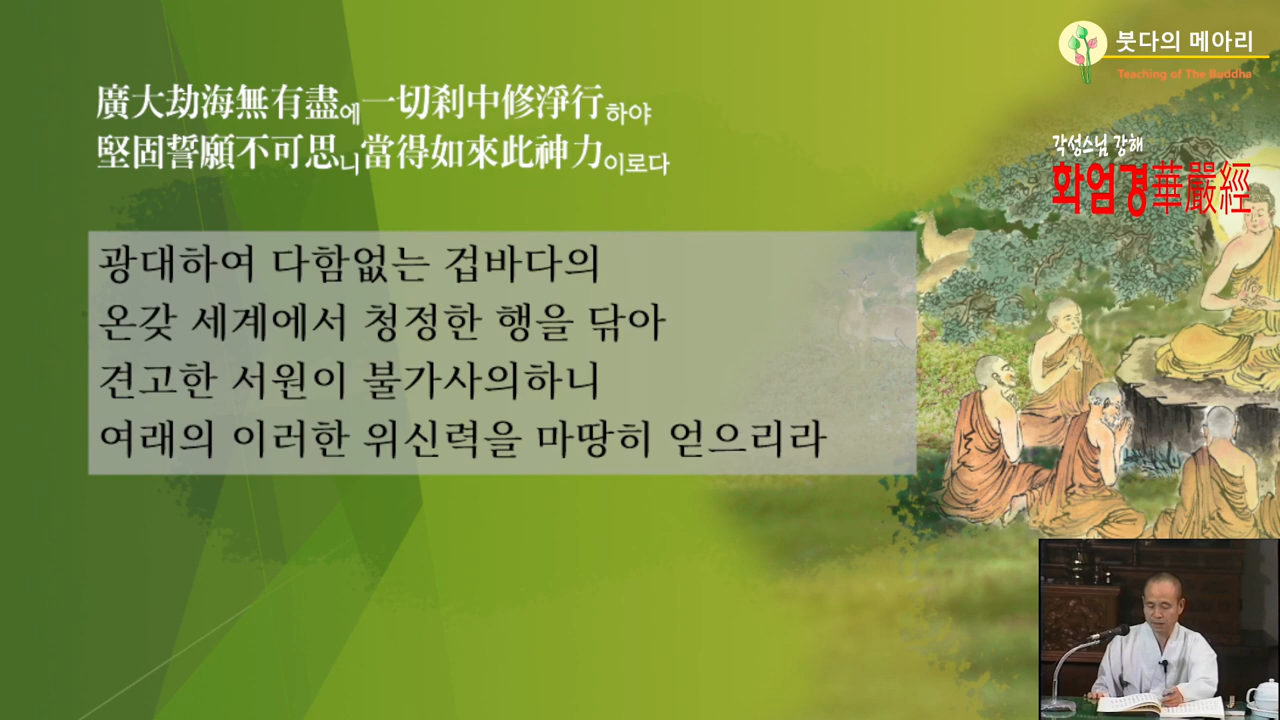 廣大劫海無有盡에一切刹中修淨行하야
堅固誓願不可思니當得如來此神力이로다
광대하여 다함없는 겁바다의
온갖 세계에서 청정한 행을 닦아
견고한 서원이 불가사의하니
여래의 이러한 위신력을 마땅히 얻으리라
붓다의 메아리
Teaching of The Buddha
각성스님 강해
화엄경華嚴經